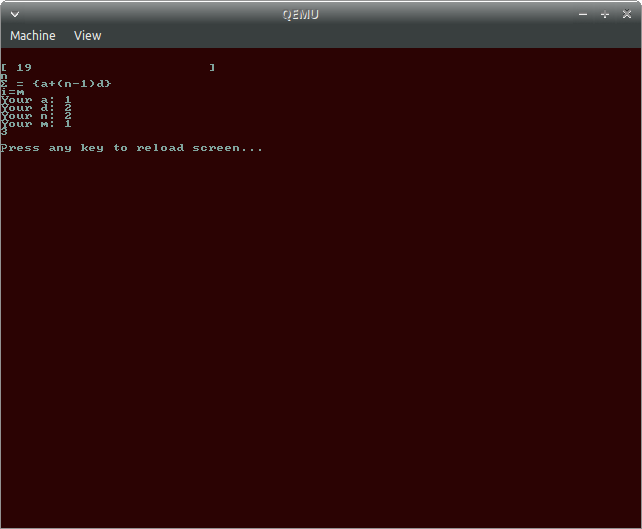 QEMU
Machine View
[ 19 ]
n
Σ = {a+(n-1)d}
i=m
Your a: 1
Your d: 2
Your n: 2
Your m: 1
3
Press any key to reload screen...